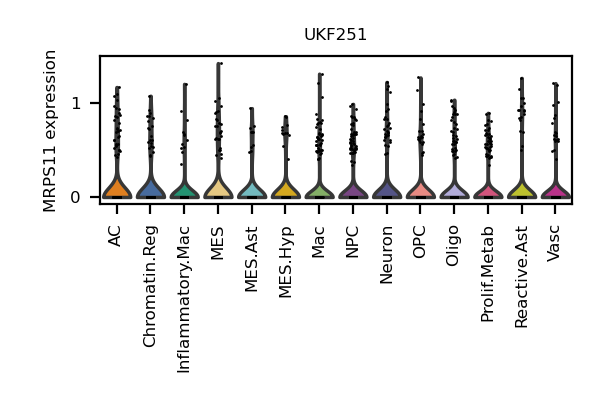 UKF251
MRPS11 expression
1
0
AC
Chromatin.Reg
Inflammatory.Mac
MES
MES.Ast
MES.Hyp
Mac
NPC
Neuron
OPC
Oligo
Prolif.Metab
Reactive.Ast
Vasc